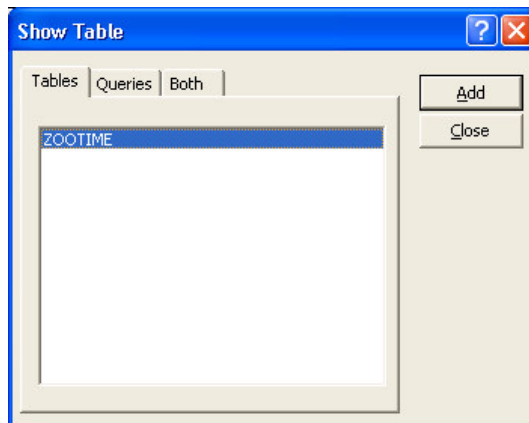 Show Table
?
Tables Queries Both
Add
Close
ZOOTIME